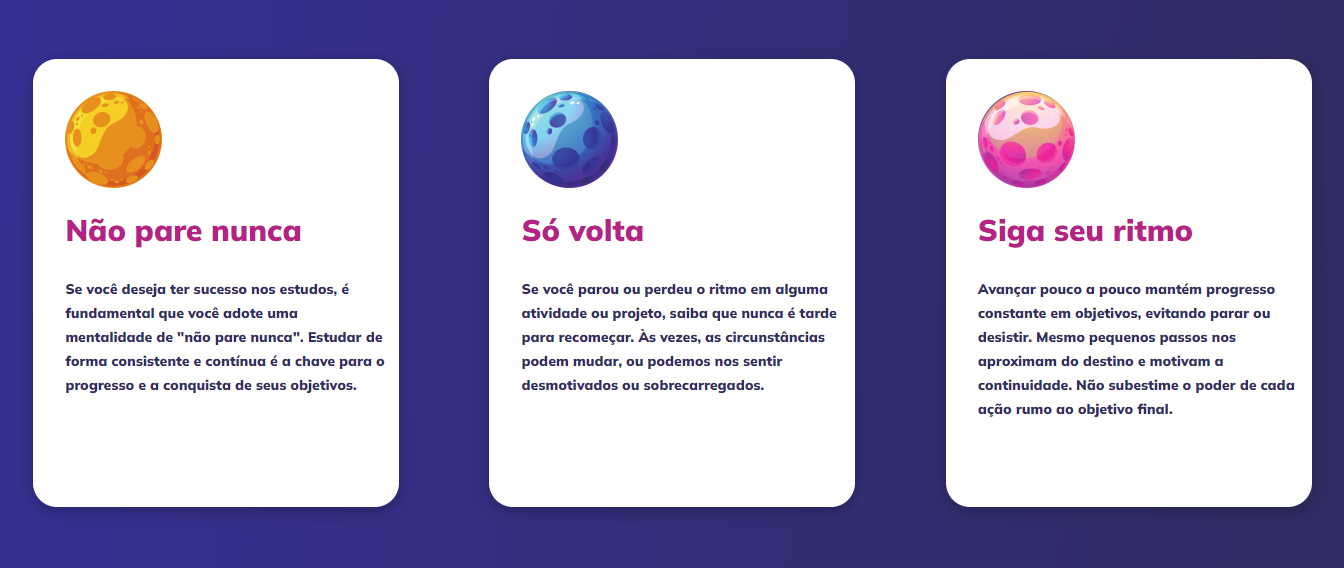 Não pare nunca
Se você deseja ter sucesso nos estudos, é
fundamental que você adote uma
mentalidade de "não pare nunca". Estudar de
forma consistente e contínua é a chave para o
progresso e a conquista de seus objetivos.
Só volta
Se você parou ou perdeu o ritmo em alguma
atividade ou projeto, saiba que nunca é tarde
para recomeçar. Às vezes, as circunstâncias
podem mudar, ou podemos nos sentir
desmotivados ou sobrecarregados.
Siga seu ritmo
Avançar pouco a pouco mantém progresso
constante em objetivos, evitando parar ou
desistir. Mesmo pequenos passos nos
aproximam do destino e motivam a
continuidade. Não subestime o poder de cada
ação rumo ao objetivo final.